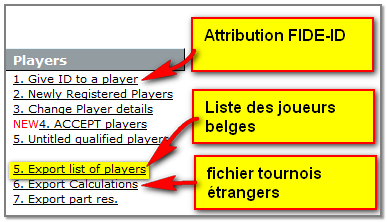 Attribution FIDE-ID
Players
1. Give ID to a player
2. Newly Registered Players
3. Change Player details
NEW4. ACCEPT players
5. Untitled qualified players
Liste des joueurs
belges
5. Export list of players
6. Export Calculations
7. Export part res.
fichier tournois
étrangers